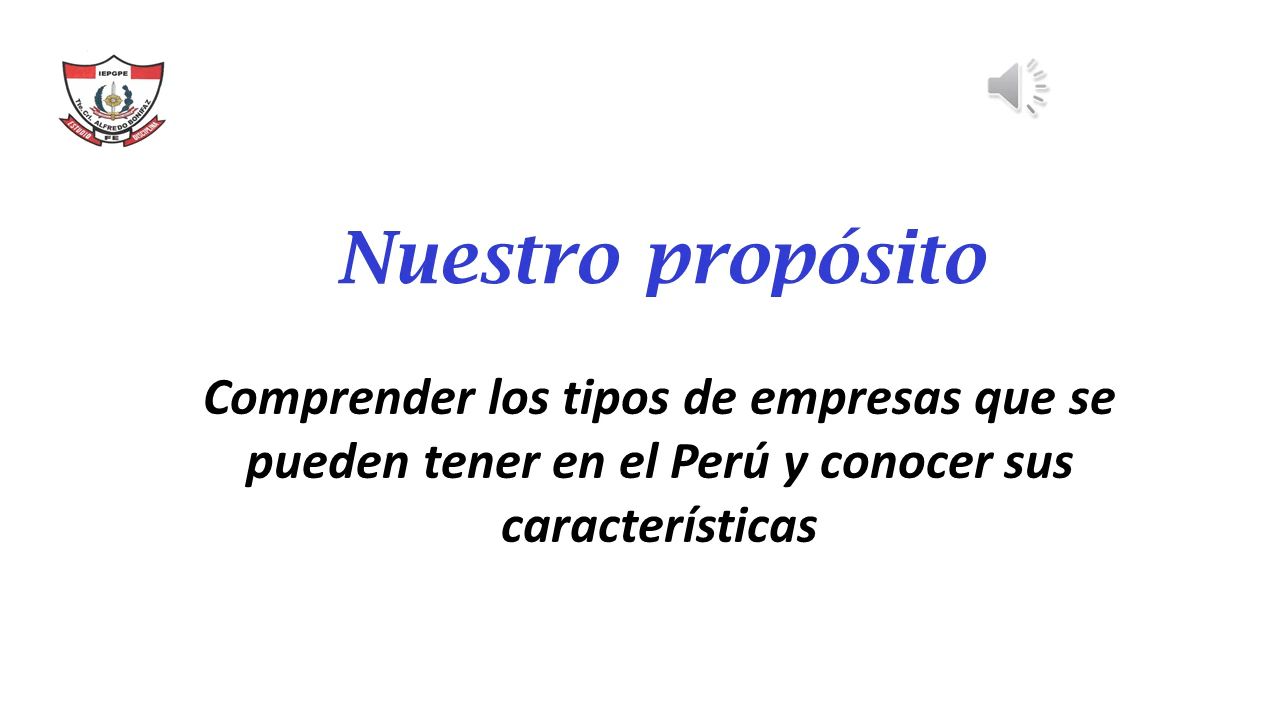 IEPGPE
Tte. Crl. ALFREDO BONIFAZ
ESTUDIO FE DISCIPLINA
Nuestro propósito
Comprender los tipos de empresas que se
pueden tener en el Perú y conocer sus
características